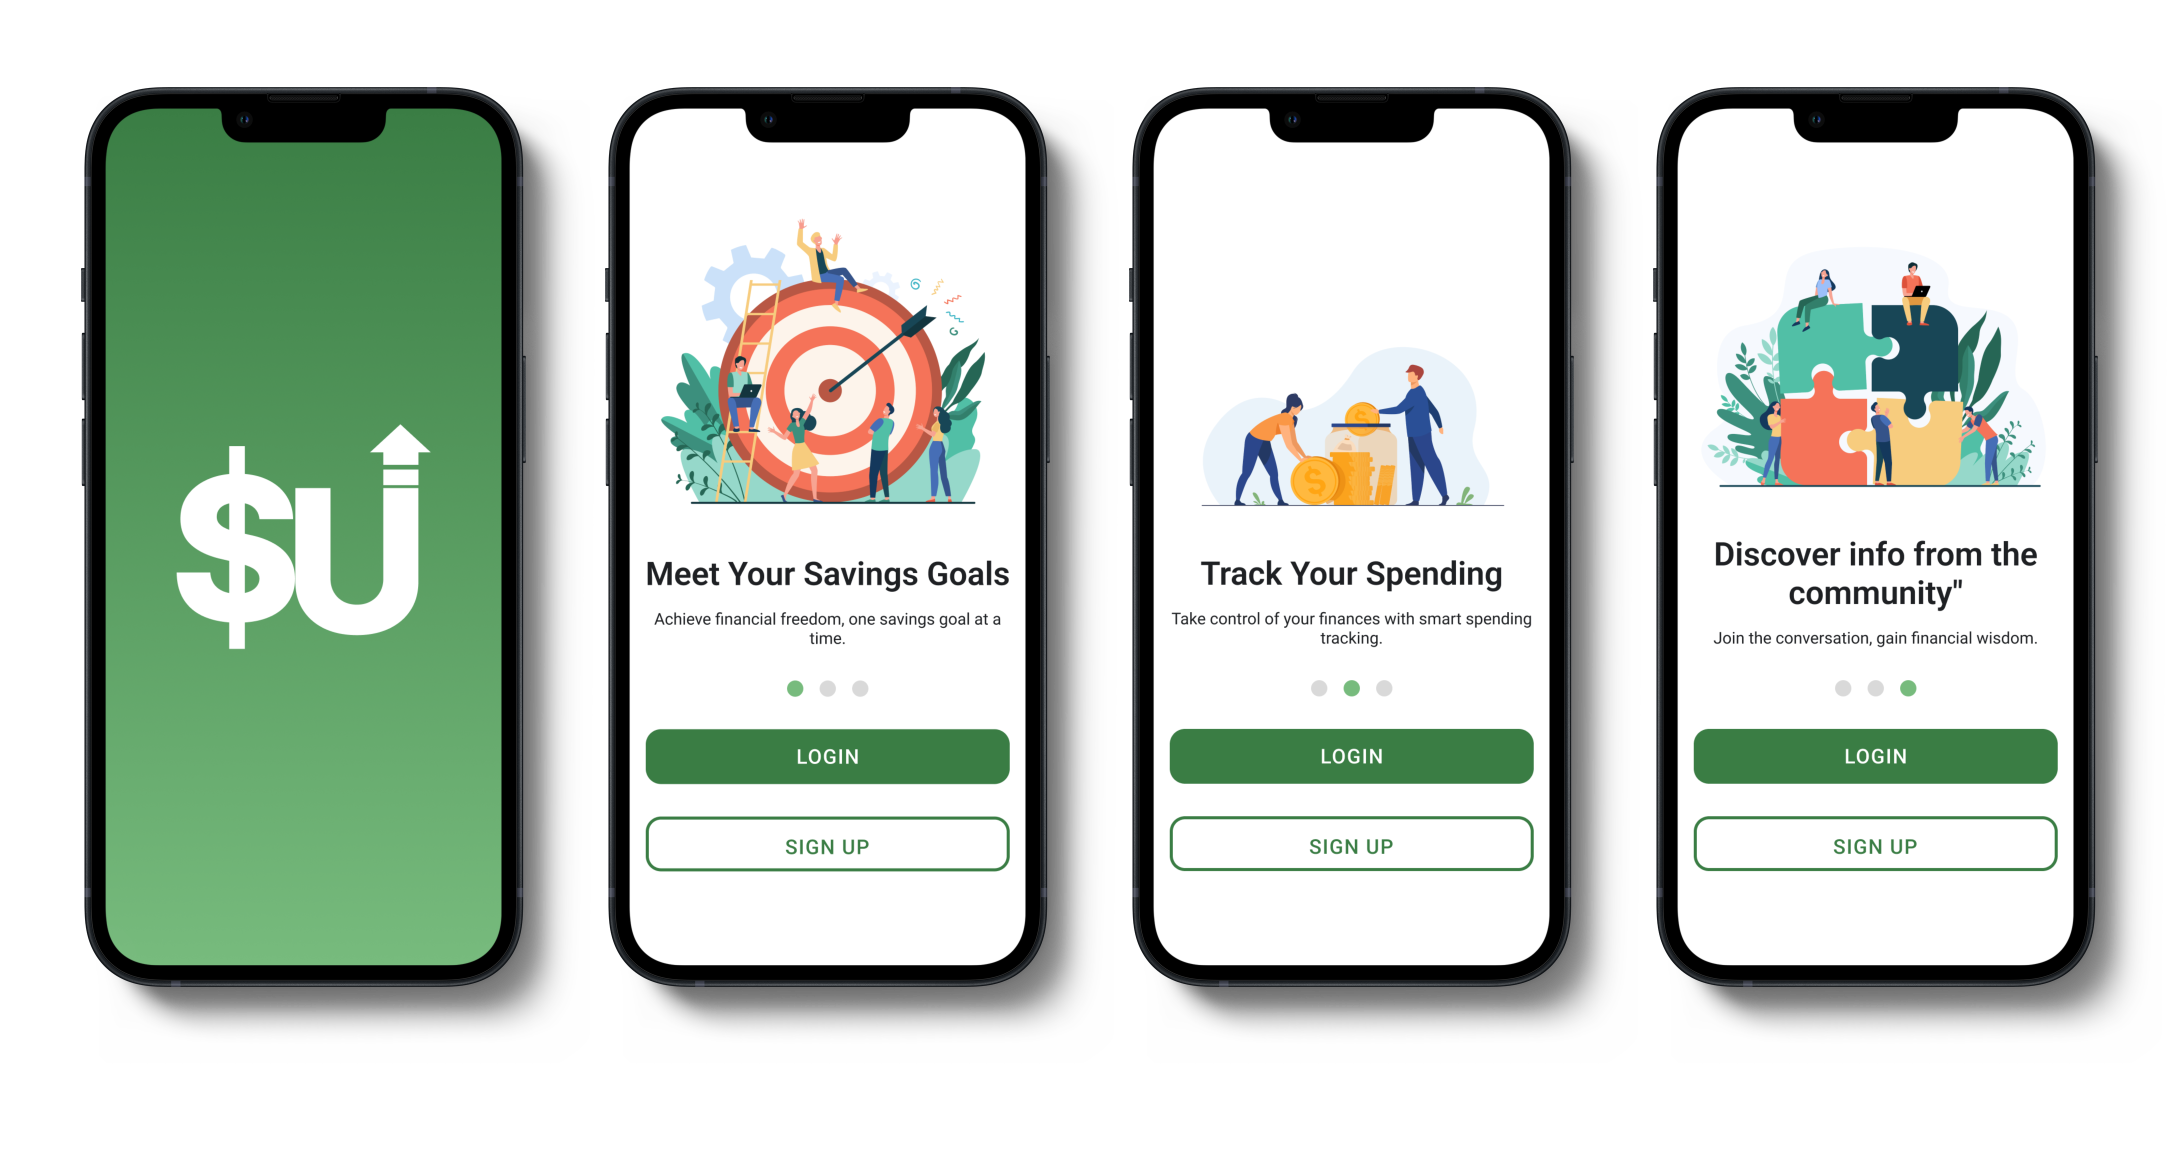 $U
Meet Your Savings Goals
Achieve financial freedom, one savings goal at a
time.
LOGIN
SIGN UP
$
$
Track Your Spending
Take control of your finances with smart spending
tracking.
LOGIN
SIGN UP
Discover info from the
community"
Join the conversation, gain financial wisdom.
LOGIN
SIGN UP